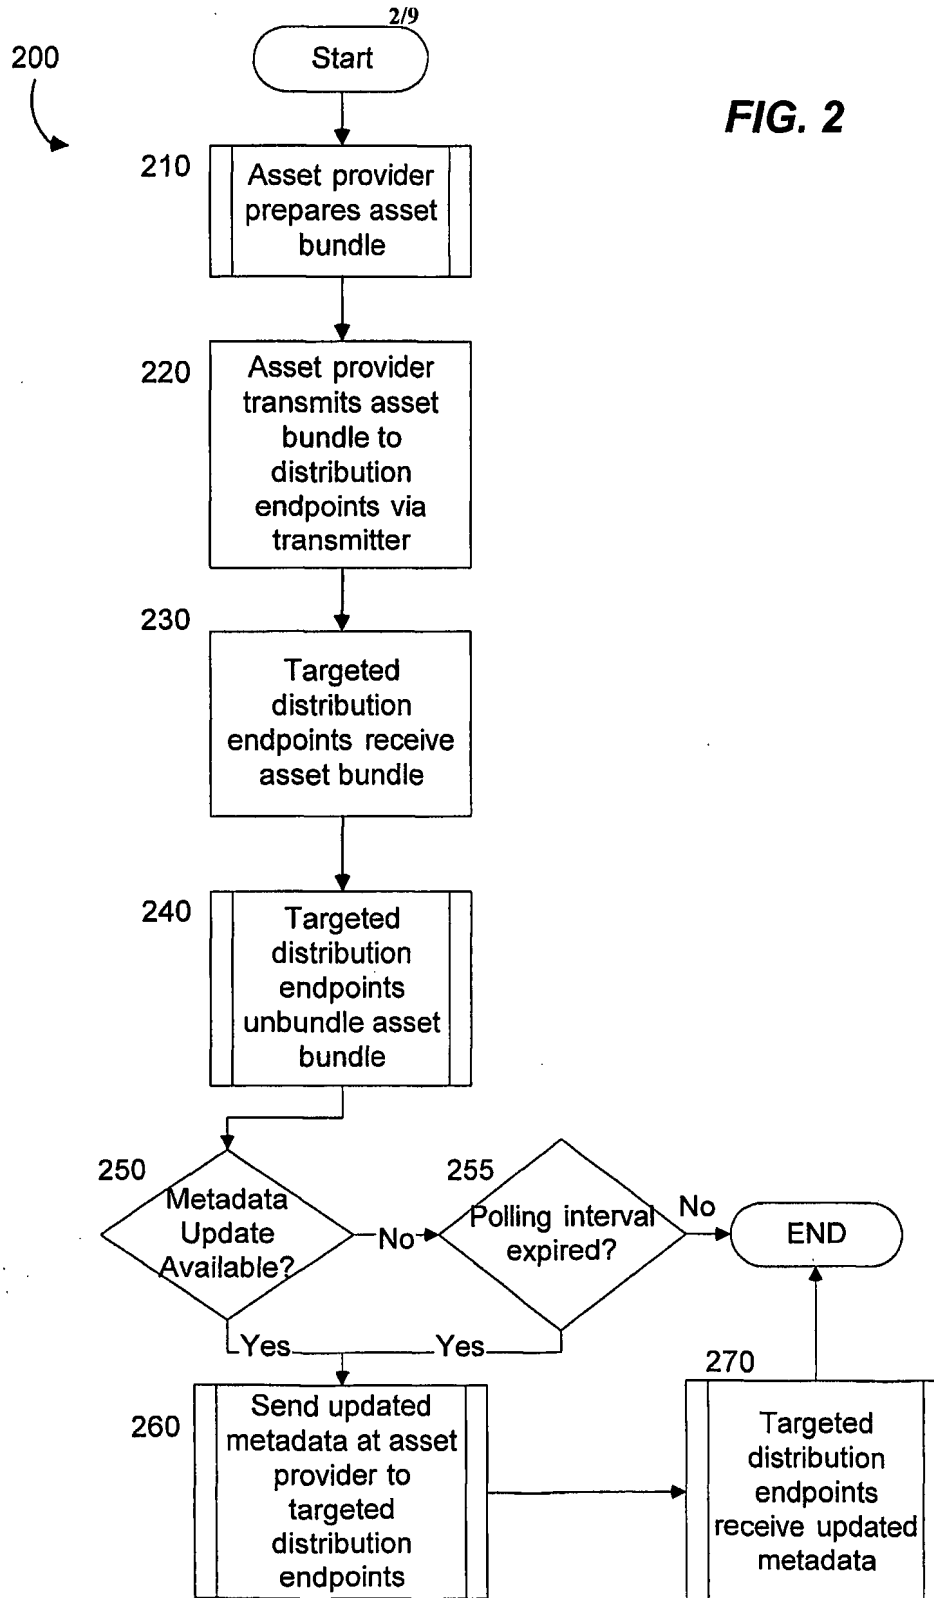 2/9
Start
200
FIG. 2
210
Asset provider
prepares asset
bundle
220
Asset provider
transmits asset
bundle to
distribution
endpoints via
transmitter
230
Targeted
distribution
endpoints receive
asset bundle
240
Targeted
distribution
endpoints
unbundle asset
bundle
250
Metadata
Update
Available?
No
255
Polling interval
expired?
No
END
Yes
Yes
260
Send updated
metadata at asset
provider to
targeted
distribution
endpoints
270
Targeted
distribution
endpoints
receive updated
metadata